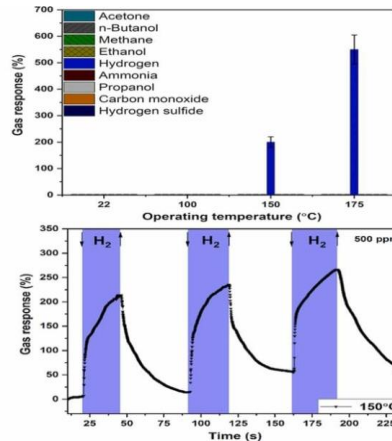 Gas response (%)
800
700
600
500
400
300
200
100
0
Acetone
n-Butanol
Methane
Ethanol
Hydrogen
Ammonia
Propanol
Carbon monoxide
Hydrogen sulfide
22 100 150 175
Operating temperature (°C)
Gas response (%)
350
300
250
200
150
100
50
0
H₂ H₂ H₂ 500 ppm
150°C
25 50 75 100 125 150 175 200 225
Time (s)